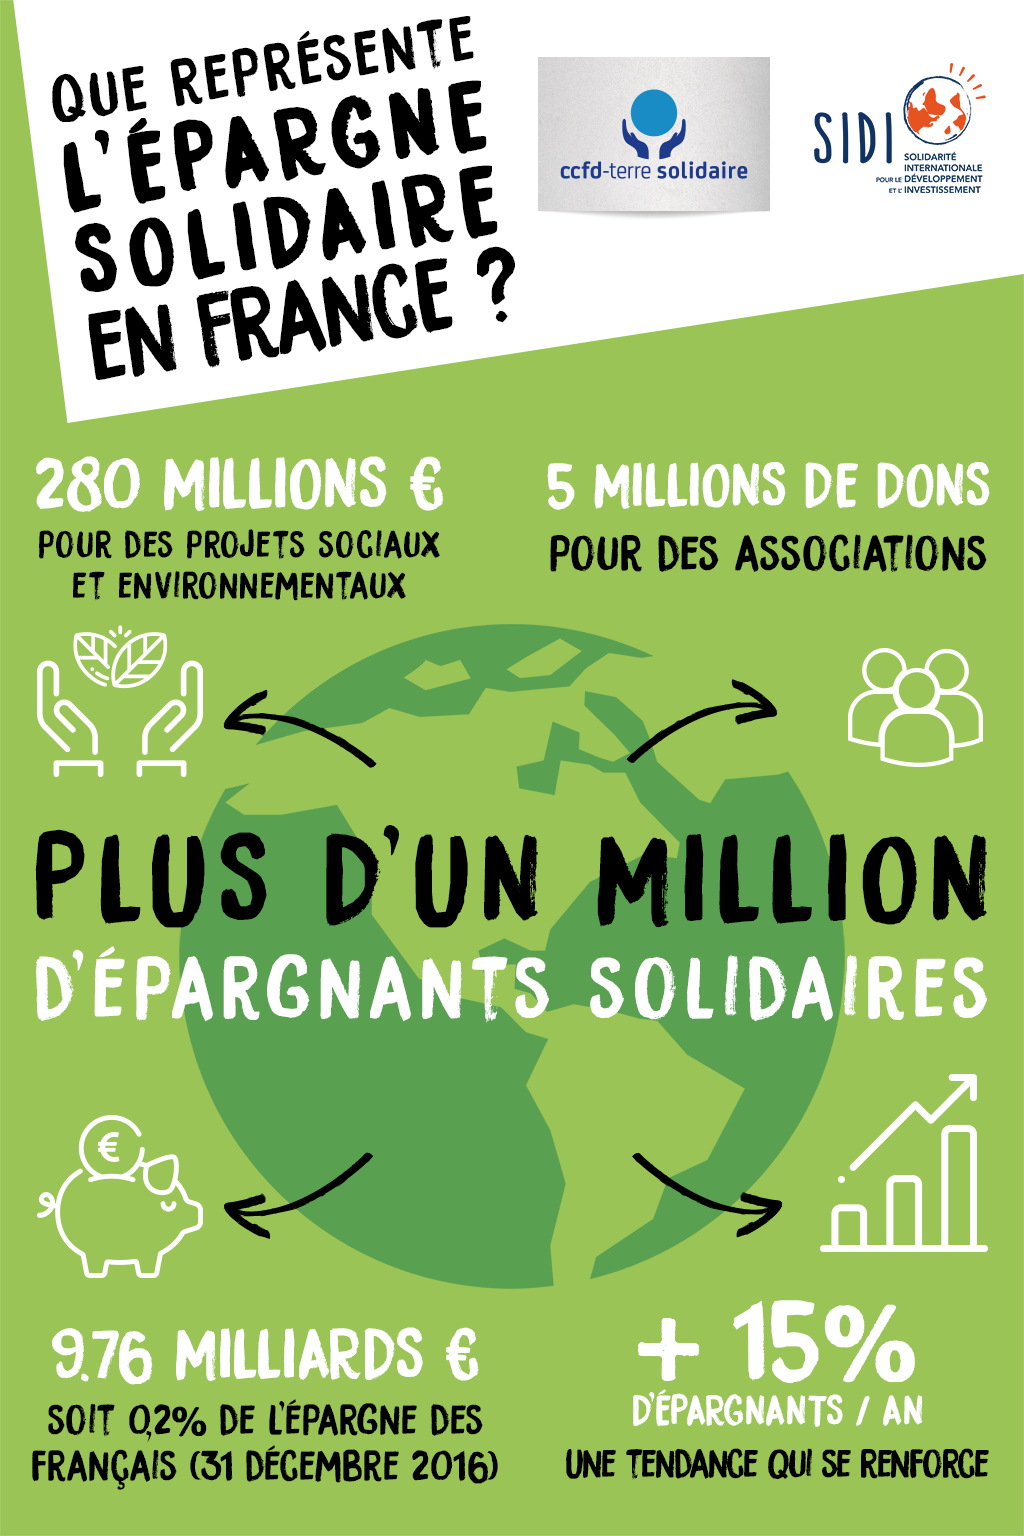 QUE REPRÉSENTE
L'ÉPARGNE
SOLIDAIRE
EN FRANCE ?
ccfd-terre solidaire
SIDI
SOLIDARITÉ
INTERNATIONALE
POUR LE DÉVELOPPEMENT
ET L' INVESTISSEMENT
280 MILLIONS €
POUR DES PROJETS SOCIAUX
ET ENVIRONNEMENTAUX
5 MILLIONS DE DONS
POUR DES ASSOCIATIONS
PLUS D'UN MILLION
D'ÉPARGNANTS SOLIDAIRES
€
9.76 MILLIARDS €
SOIT 0,2% DE L'ÉPARGNE DES
FRANÇAIS (31 DÉCEMBRE 2016)
+ 15%
D'ÉPARGNANTS / AN
UNE TENDANCE QUI SE RENFORCE